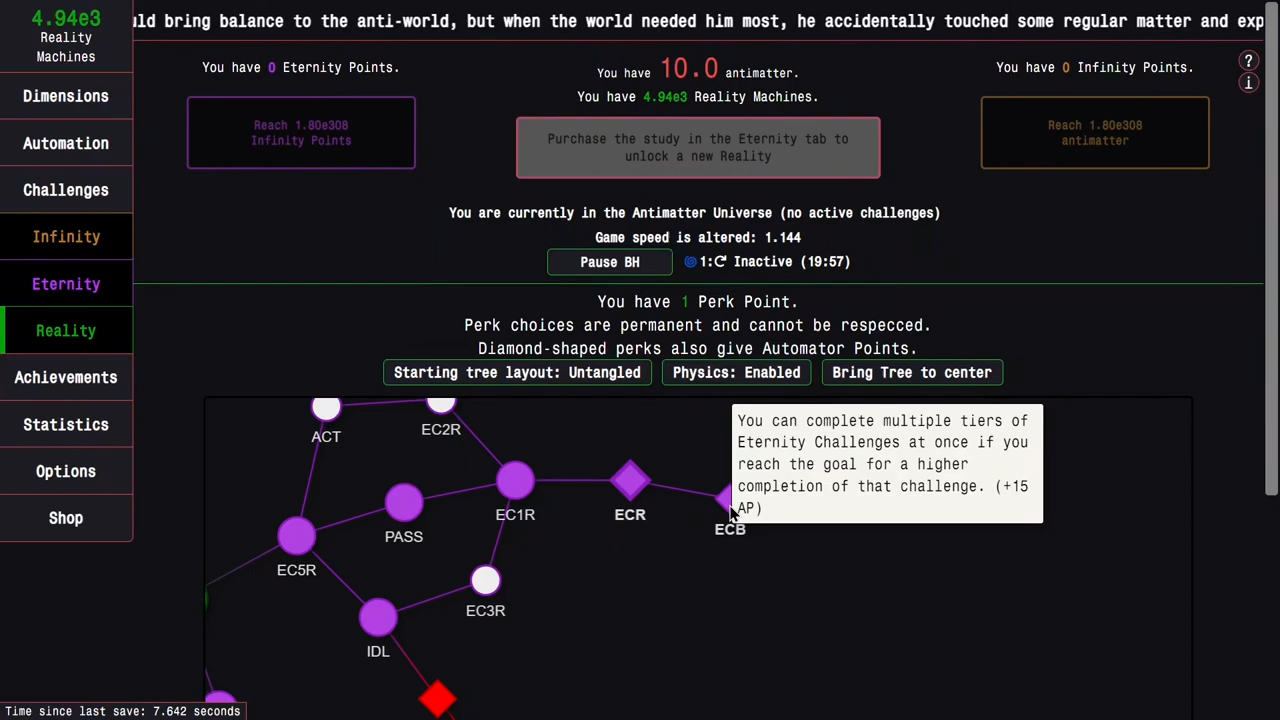 4.94e3
Reality
Machines
Dimensions
Automation
Challenges
Infinity
Eternity
Reality
Achievements
Statistics
Options
Shop
uld bring balance to the anti-world, but when the world needed him most, he accidentally touched some regular matter and exp
You have 0 Eternity Points.
Reach 1.80e308
Infinity Points
You have 10.0 antimatter.
You have 4.94e3 Reality Machines.
Purchase the study in the Eternity tab to
unlock a new Reality
You have 0 Infinity Points.
Reach 1.80e308
antimatter
?
i
You are currently in the Antimatter Universe (no active challenges)
Game speed is altered: 1.144
Pause BH
1: Inactive (19:57)
You have 1 Perk Point.
Perk choices are permanent and cannot be respecced.
Diamond-shaped perks also give Automator Points.
Starting tree layout: Untangled
Physics: Enabled
Bring Tree to center
You can complete multiple tiers of
Eternity Challenges at once if you
reach the goal for a higher
completion of that challenge. (+15
AP)
ACT
EC2R
PASS
EC1R
ECR
ECB
EC5R
EC3R
IDL
Time since last save: 7.642 seconds